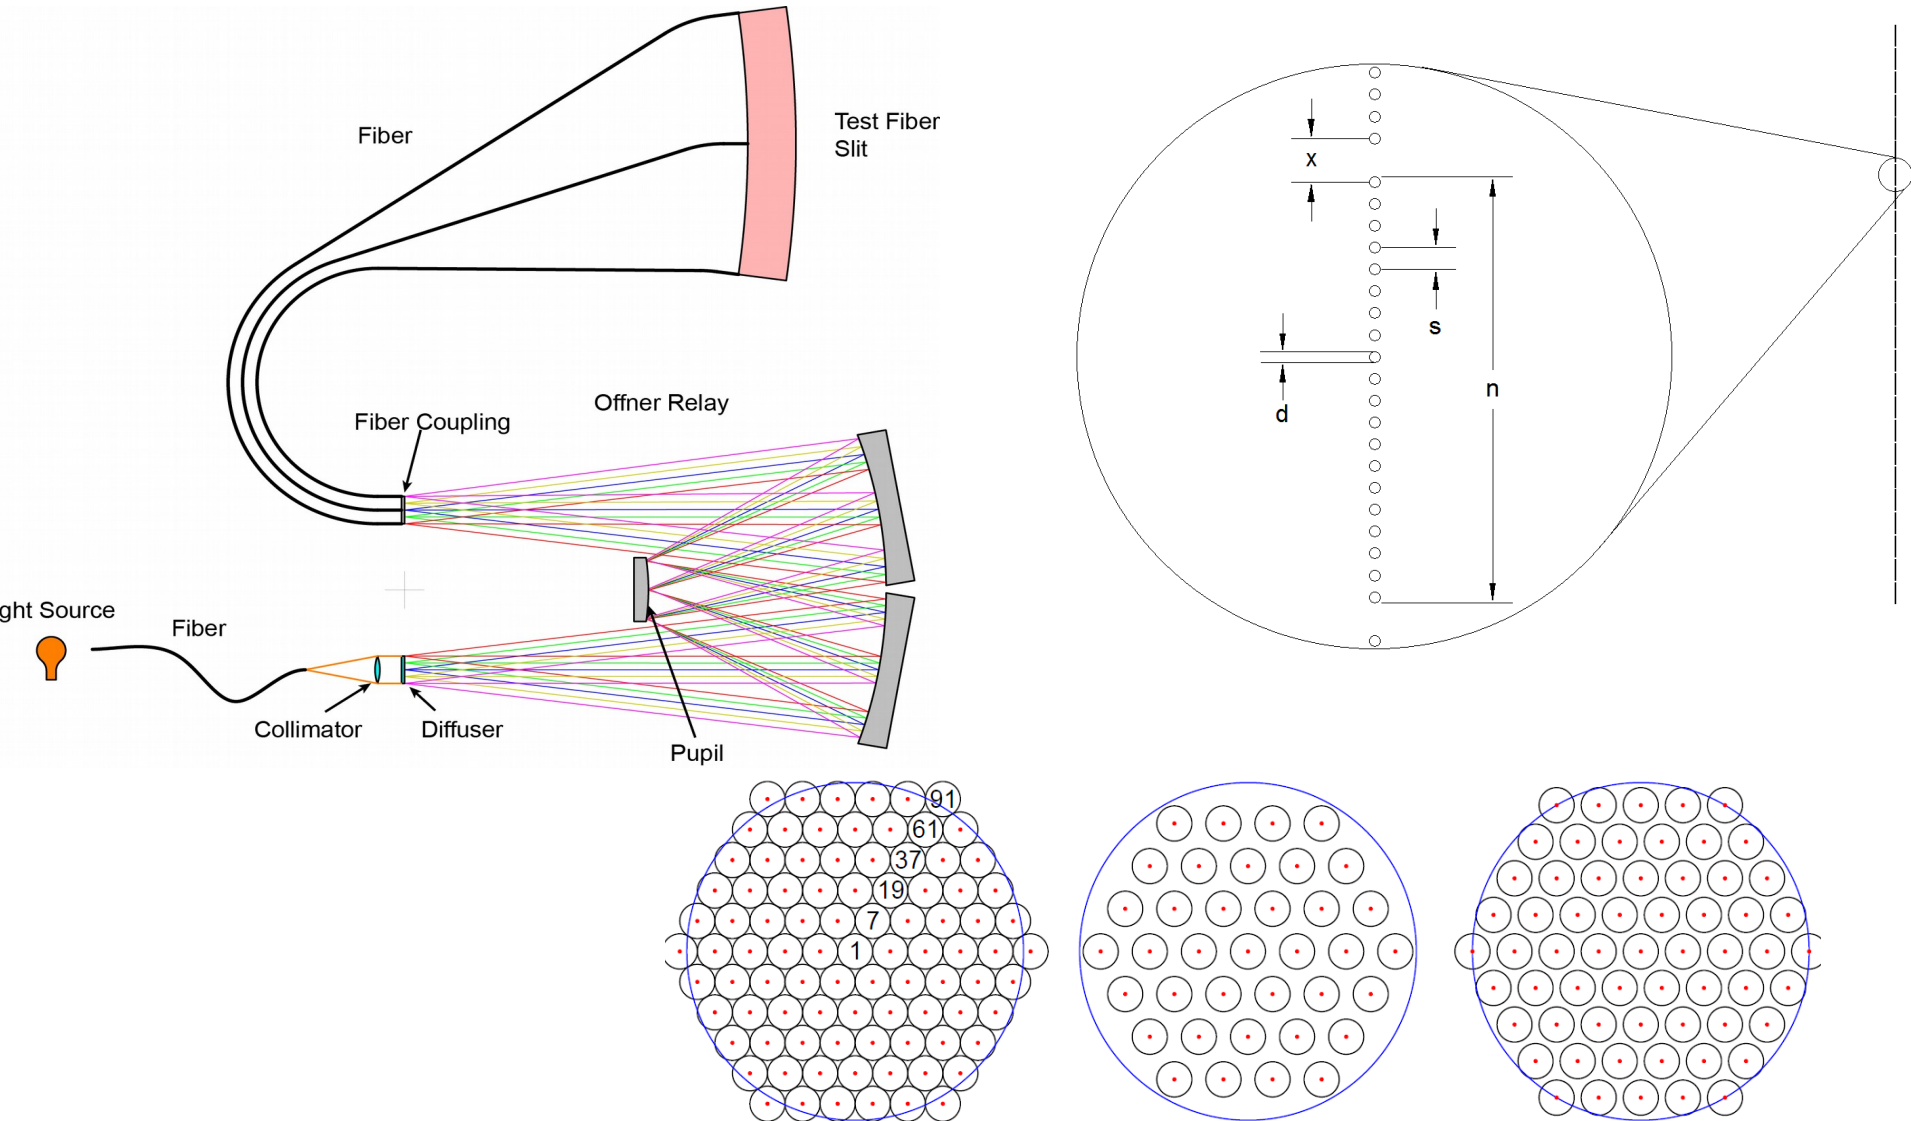 Fiber
Test Fiber
Slit
Fiber Coupling
Offner Relay
ght Source
Fiber
Collimator
Diffuser
Pupil
x
s
d
n
91
61
37
19
7
1